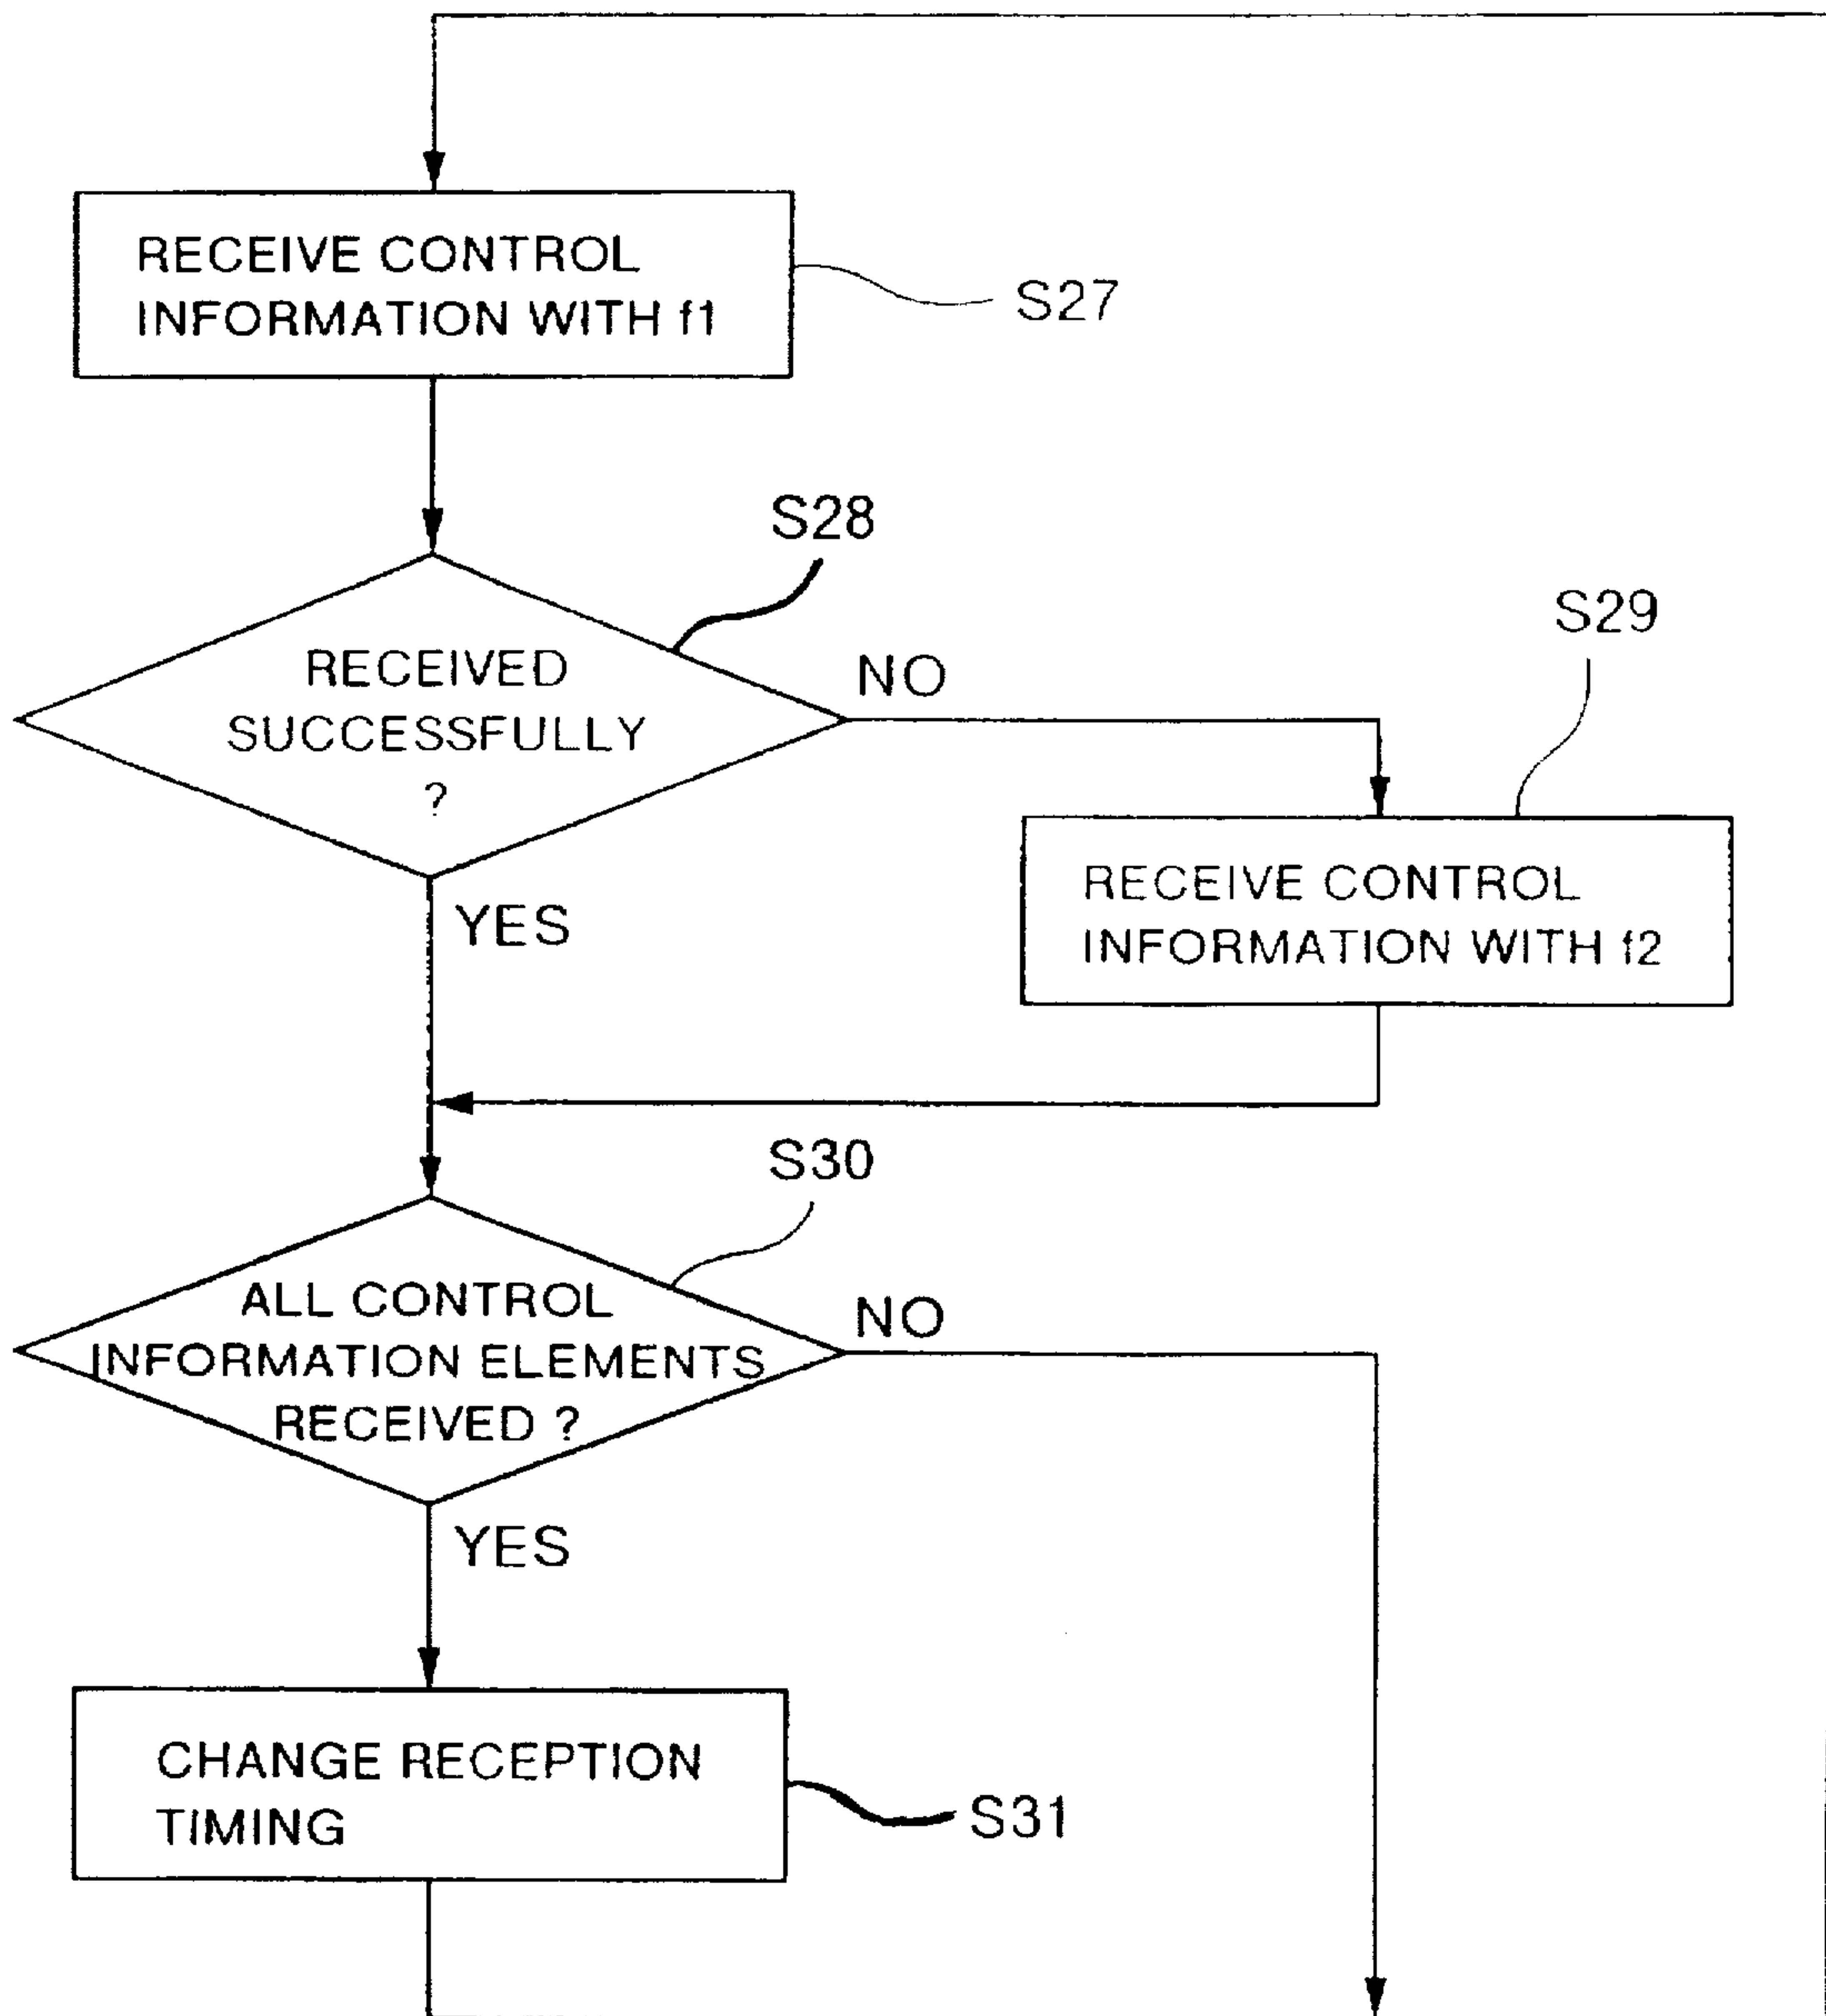 RECEIVE CONTROL
INFORMATION WITH f1
S27
S28
RECEIVED
SUCCESSFULLY
?
NO
YES
S29
RECEIVE CONTROL
INFORMATION WITH f2
S30
ALL CONTROL
INFORMATION ELEMENTS
RECEIVED ?
NO
YES
CHANGE RECEPTION
TIMING
S31